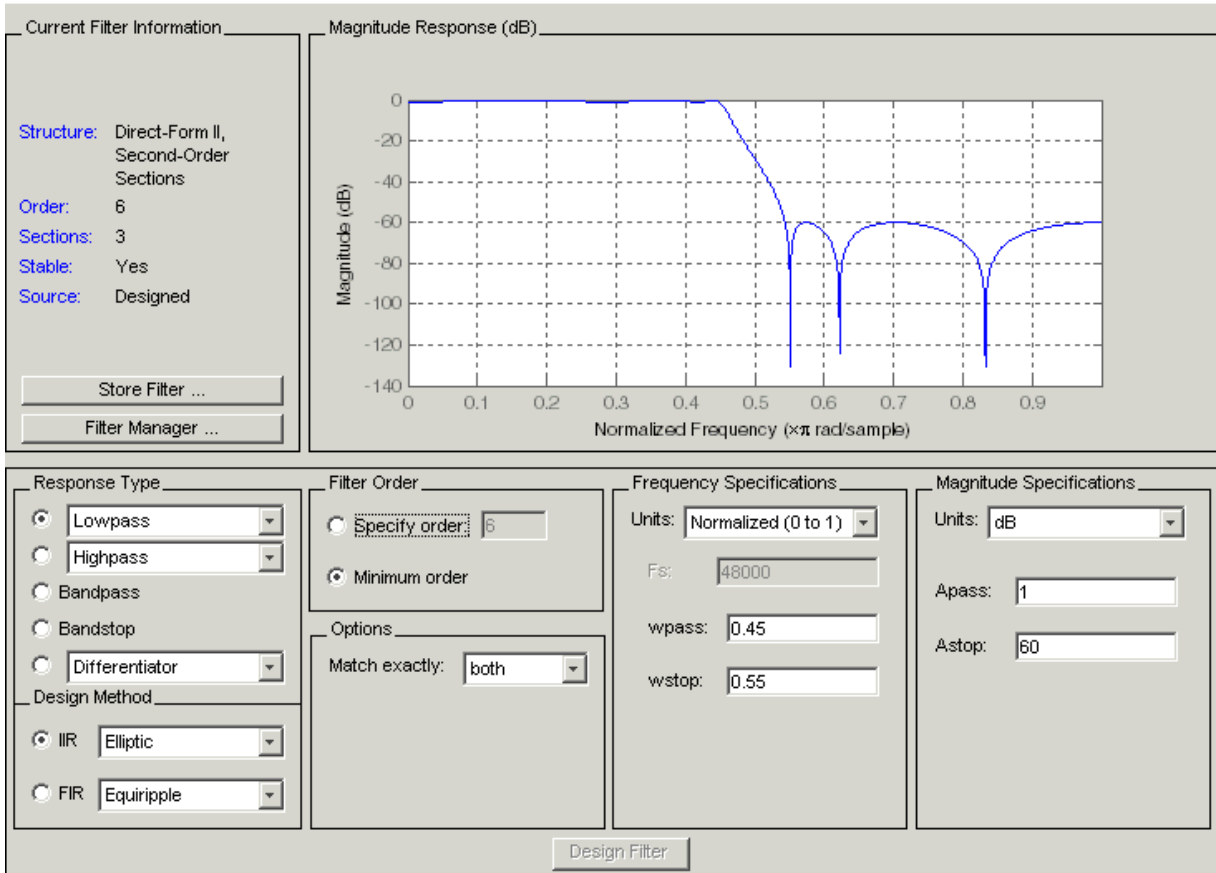 Current Filter Information
Structure: Direct-Form II,
Second-Order
Sections
Order: 6
Sections: 3
Stable: Yes
Source: Designed
Store Filter ...
Filter Manager ...
Magnitude Response (dB)
0
-20
-40
-60
-80
-100
-120
-140
Magnitude (dB)
0 0.1 0.2 0.3 0.4 0.5 0.6 0.7 0.8 0.9
Normalized Frequency (×π rad/sample)
Response Type
Lowpass
Highpass
Bandpass
Bandstop
Differentiator
Design Method
IIR Elliptic
FIR Equiripple
Filter Order
Specify order: 6
Minimum order
Options
Match exactly: both
Frequency Specifications
Units: Normalized (0 to 1)
Fs: 48000
wpass: 0.45
wstop: 0.55
Magnitude Specifications
Units: dB
Apass: 1
Astop: 60
Design Filter